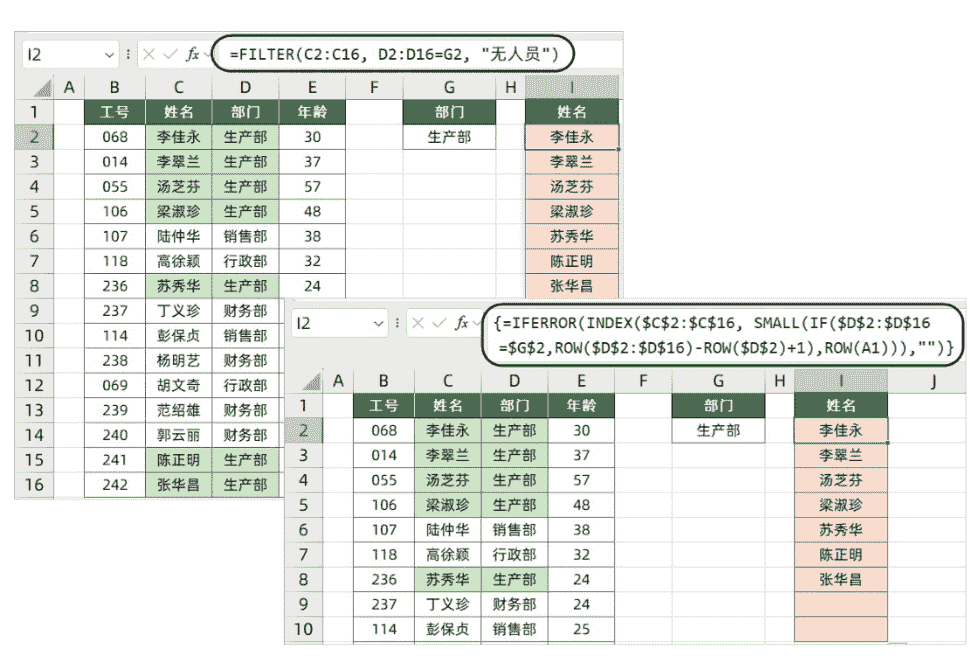 I2 fx =FILTER(C2:C16, D2:D16=G2, "无人员")
A B C D E F G H I
1 工号 姓名 部门 年龄 部门 姓名
2 068 李佳永 生产部 30 生产部 李佳永
3 014 李翠兰 生产部 37 李翠兰
4 055 汤芝芬 生产部 57 汤芝芬
5 106 梁淑珍 生产部 48 梁淑珍
6 107 陆仲华 销售部 38 苏秀华
7 118 高徐颖 行政部 32 陈正明
8 236 苏秀华 生产部 24 张华昌
9 237 丁义珍 财务部
10 114 彭保贞 销售部
11 238 杨明艺 财务部
12 069 胡文奇 行政部
13 239 范绍雄 财务部
14 240 郭云丽 财务部
15 241 陈正明 生产部
16 242 张华昌 生产部
I2 fx {=IFERROR(INDEX($C$2:$C$16, SMALL(IF($D$2:$D$16
=$G$2,ROW($D$2:$D$16)-ROW($D$2)+1),ROW(A1))),"")}
A B C D E F G H I J
1 工号 姓名 部门 年龄 部门 姓名
2 068 李佳永 生产部 30 生产部 李佳永
3 014 李翠兰 生产部 37 李翠兰
4 055 汤芝芬 生产部 57 汤芝芬
5 106 梁淑珍 生产部 48 梁淑珍
6 107 陆仲华 销售部 38 苏秀华
7 118 高徐颖 行政部 32 陈正明
8 236 苏秀华 生产部 24 张华昌
9 237 丁义珍 财务部 24
10 114 彭保贞 销售部 25